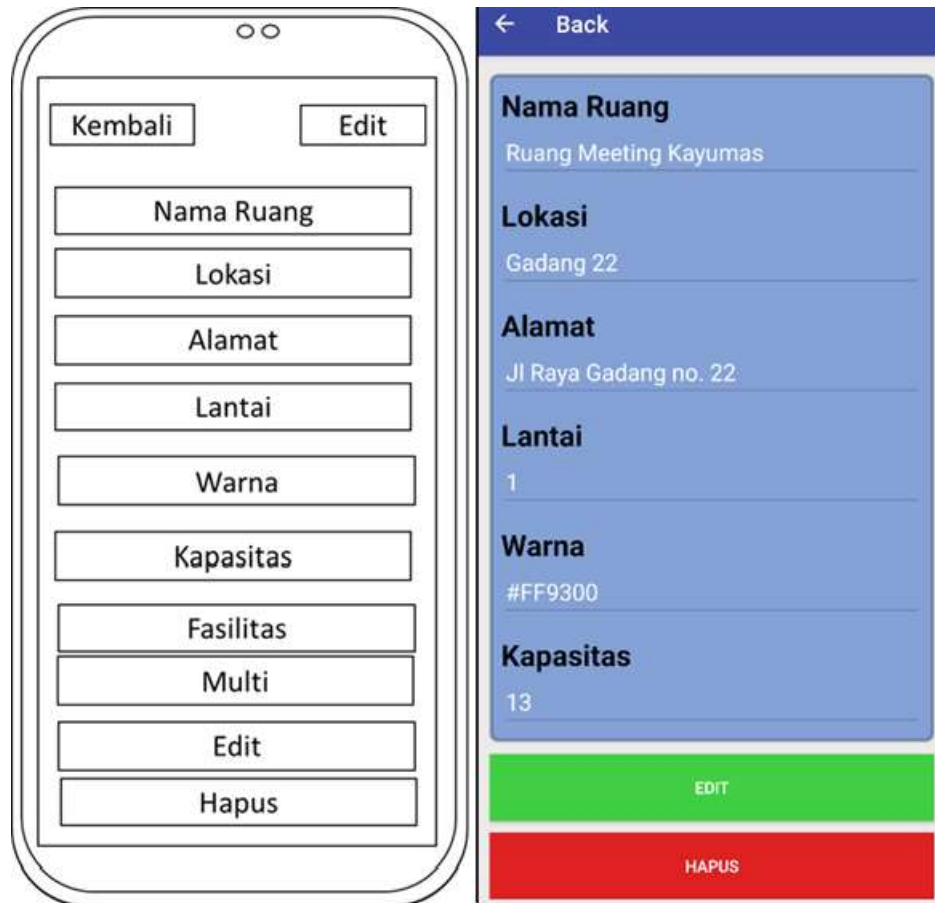 Kembali
Edit
Nama Ruang
Lokasi
Alamat
Lantai
Warna
Kapasitas
Fasilitas
Multi
Edit
Hapus
Back
Nama Ruang
Ruang Meeting Kayumas
Lokasi
Gadang 22
Alamat
Jl Raya Gadang no. 22
Lantai
1
Warna
#FF9300
Kapasitas
13
EDIT
HAPUS